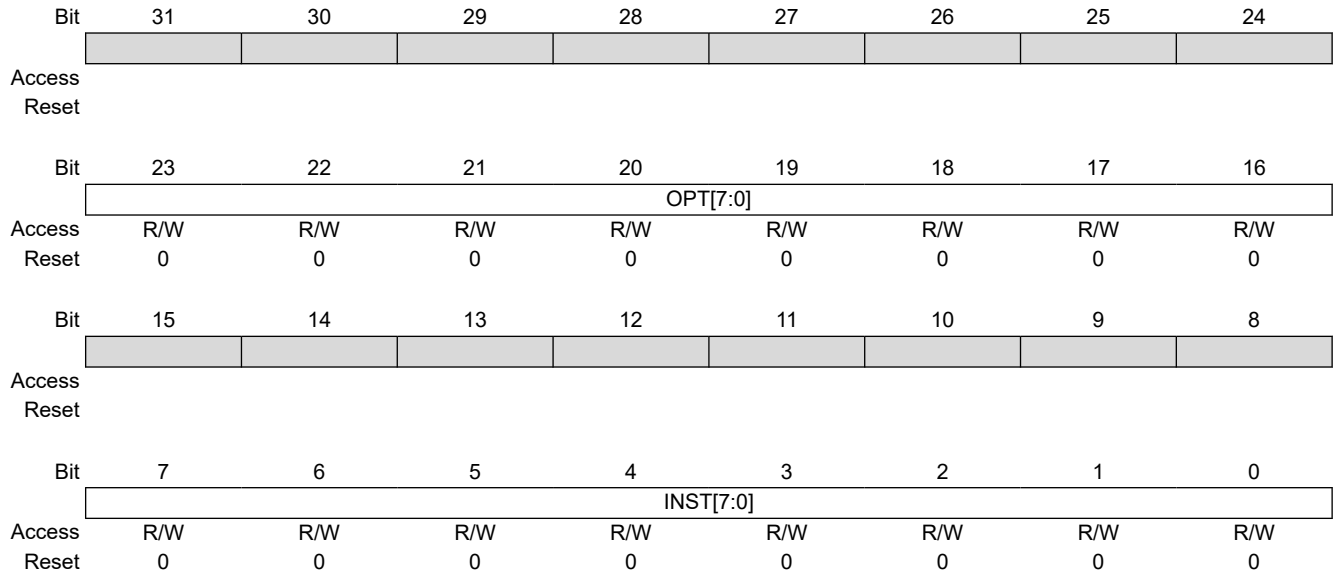 Bit 31 30 29 28 27 26 25 24
Access
Reset
Bit 23 22 21 20 19 18 17 16
OPT[7:0]
Access R/W R/W R/W R/W R/W R/W R/W R/W
Reset 0 0 0 0 0 0 0 0
Bit 15 14 13 12 11 10 9 8
Access
Reset
Bit 7 6 5 4 3 2 1 0
INST[7:0]
Access R/W R/W R/W R/W R/W R/W R/W R/W
Reset 0 0 0 0 0 0 0 0